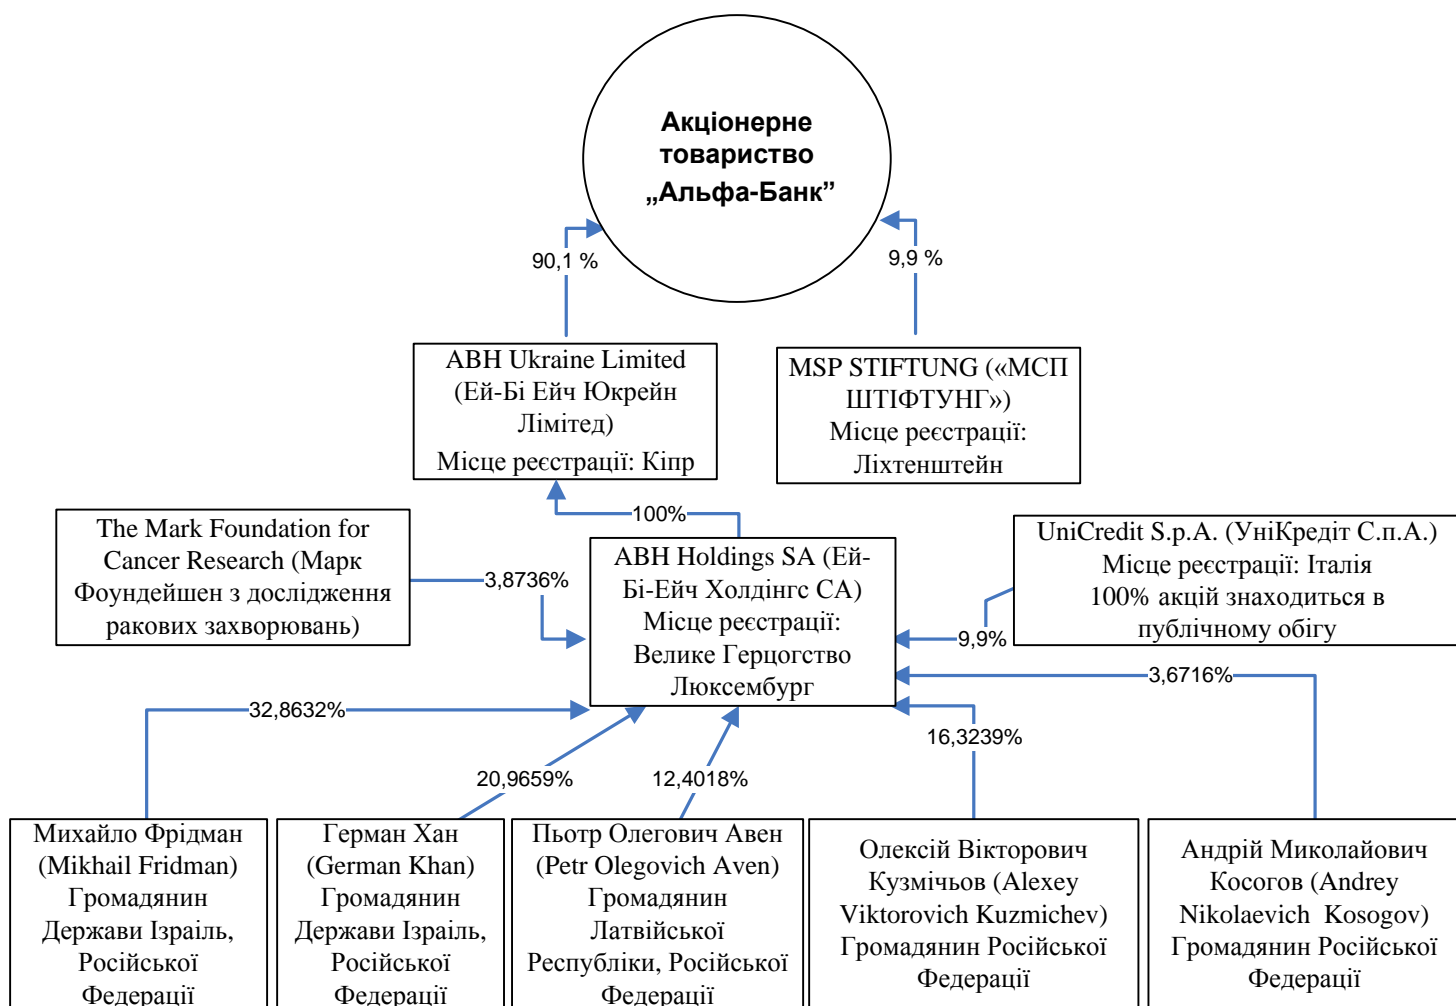 Акціонерне
товариство
„Альфа-Банк”
90,1 %
9,9 %
ABH Ukraine Limited
(Ей-Бі Ейч Юкрейн
Лімітед)
Місце реєстрації: Кіпр
MSP STIFTUNG («МСП
ШТІФТУНГ»)
Місце реєстрації:
Ліхтенштейн
100%
The Mark Foundation for
Cancer Research (Марк
Фоундейшен з дослідження
ракових захворювань)
3,8736%
ABH Holdings SA (Ей-
Бі-Ейч Холдінгс СА)
Місце реєстрації:
Велике Герцогство
Люксембург
UniCredit S.p.A. (УніКредіт С.п.А.)
Місце реєстрації: Італія
100% акцій знаходиться в
публічному обігу
9,9%
3,6716%
32,8632%
16,3239%
20,9659%
12,4018%
Михайло Фрідман
(Mikhail Fridman)
Громадянин
Держави Ізраїль,
Російської
Федерації
Герман Хан
(German Khan)
Громадянин
Держави Ізраїль,
Російської
Федерації
Пьотр Олегович Авен
(Petr Olegovich Aven)
Громадянин
Латвійської
Республіки, Російської
Федерації
Олексій Вікторович
Кузмічьов (Alexey
Viktorovich Kuzmichev)
Громадянин Російської
Федерації
Андрій Миколайович
Косогов (Andrey
Nikolaevich Kosogov)
Громадянин Російської
Федерації